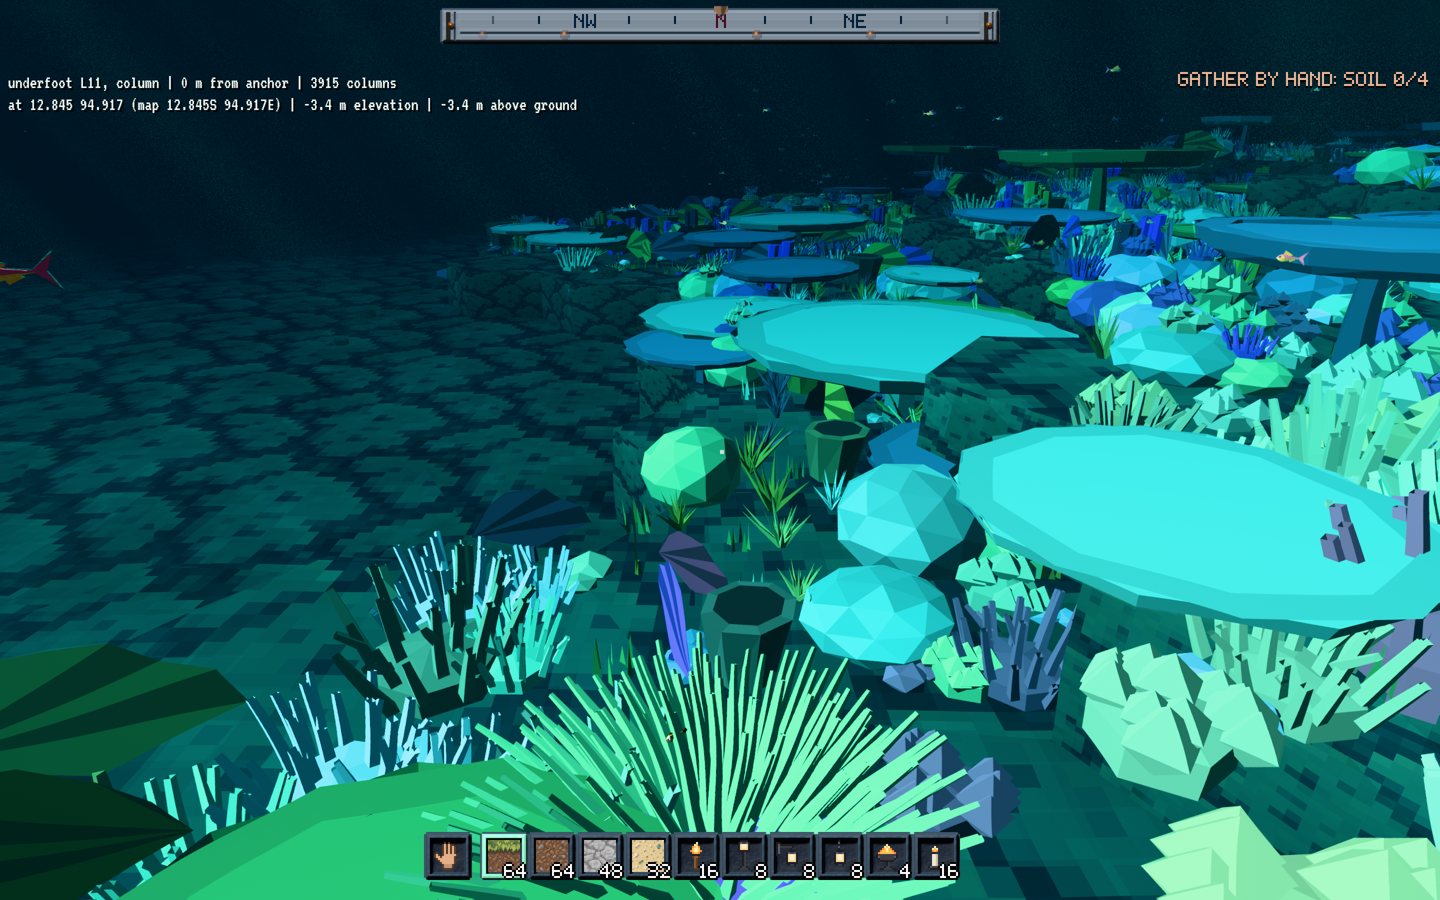 NW N NE
underfoot L11, column | 0 m from anchor | 3915 columns
at 12.845 94.917 (map 12.845S 94.917E) | -3.4 m elevation | -3.4 m above ground
GATHER BY HAND: SOIL 0/4
64 64 48 32 16 8 8 8 4 16